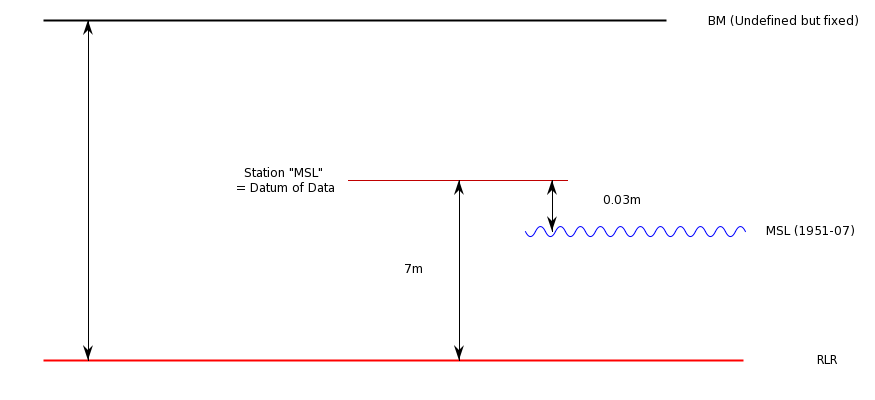 BM (Undefined but fixed)
Station "MSL"
= Datum of Data
0.03m
MSL (1951-07)
7m
RLR